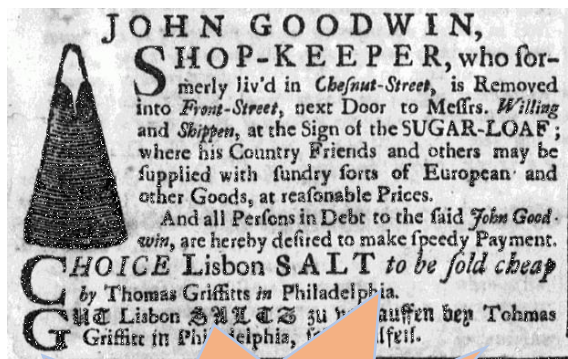 JOHN GOODWIN,
SHOP-KEEPER, who ſor-
merly liv'd in Cheſnut-Street, is Removed
into Front-Street, next Door to Meſſrs. Willing
and Shippen, at the Sign of the SUGAR-LOAF;
where his Country Friends and others may be
ſupplied with ſundry ſorts of European and
other Goods, at reaſonable Prices.
And all Perſons in Debt to the ſaid John Good-
win, are hereby deſired to make ſpeedy Payment.
CHOICE Lisbon SALT to be ſold cheap
by Thomas Griffitts in Philadelphia.
GUT Lisbon SALTZ zu bey Tohmas
Griffitt in